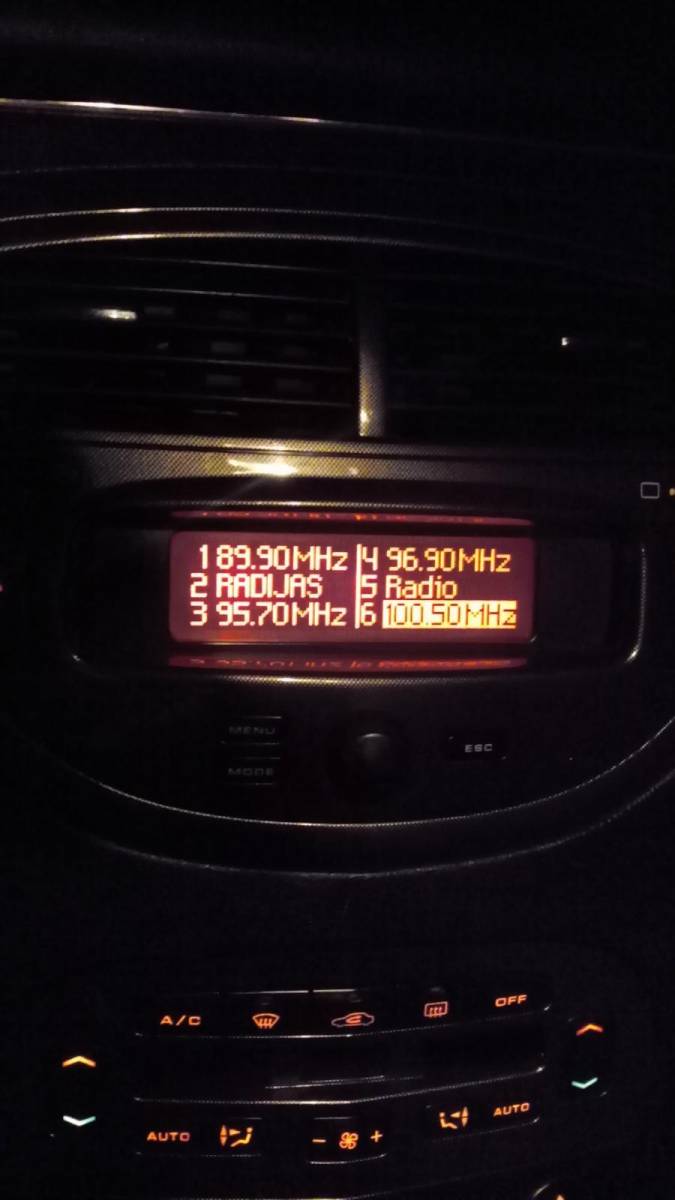 1 89.90MHz 4 96.90MHz
2 RADIJAS 5 Radio
3 95.70MHz 6 100.50MHz
MENU
ESC
MODE
A/C
OFF
AUTO
- +
AUTO